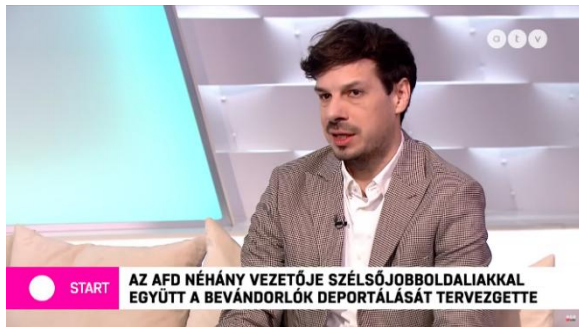 atv
START
AZ AFD NÉHÁNY VEZETŐJE SZÉLSŐJOBBOLDALIAKKAL
EGYÜTT A BEVÁNDORLÓK DEPORTÁLÁSÁT TERVEZGETTE